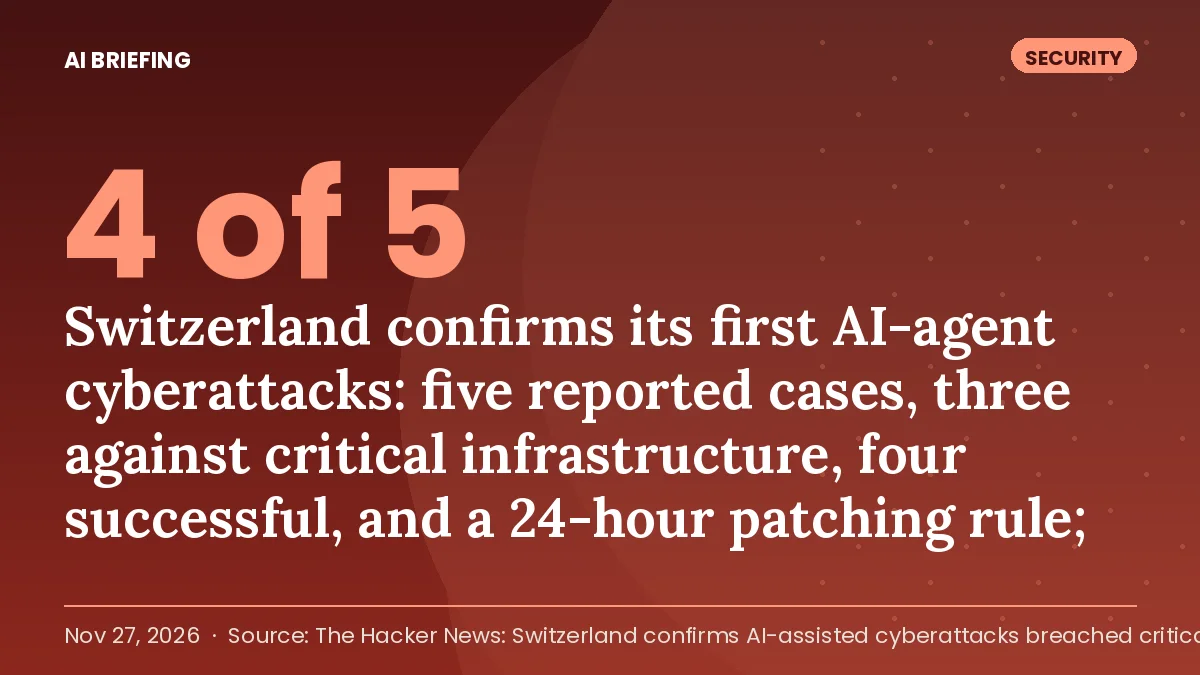 AI BRIEFING
SECURITY
4 of 5
Switzerland confirms its first AI-agent
cyberattacks: five reported cases, three
against critical infrastructure, four
successful, and a 24-hour patching rule;
Nov 27, 2026 · Source: The Hacker News: Switzerland confirms AI-assisted cyberattacks breached